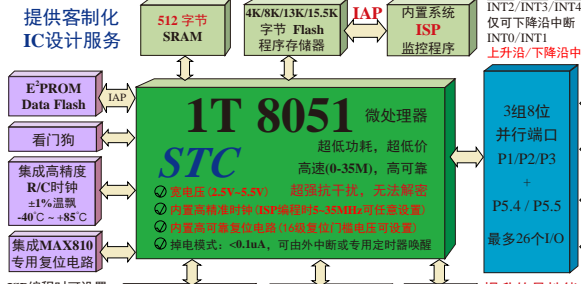 提供客制化
IC设计服务
512 字节
SRAM
4K/8K/13K/15.5K
字节 Flash
程序存储器
IAP
内置系统
ISP
监控程序
INT2/INT3/INT4
仅可下降沿中断
INT0/INT1
上升沿/下降沿中
E²PROM
Data Flash
IAP
看门狗
集成高精度
R/C时钟
±1%温飘
-40℃～+85℃
集成MAX810
专用复位电路
1T 8051 微处理器
STC
超低功耗，超低价
高速(0-35M)，高可靠
宽电压(2.5V~5.5V) 超强抗干扰，无法解密
内置高精准时钟(ISP编程时5~35MHz可任意设置)
内置高可靠复位电路(16级复位门槛电压可设置)
掉电模式：<0.1uA，可由外中断或专用定时器唤醒
3组8位
并行端口
P1/P2/P3
+
P5.4 / P5.5
最多26个I/O